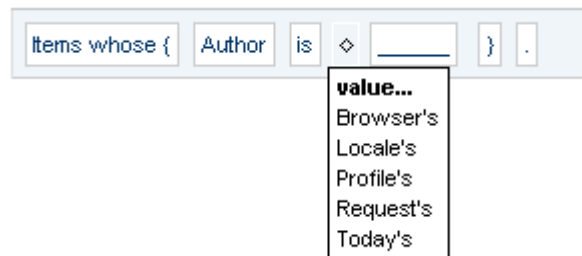 Items whose { Author is ◇ ______ } .
value...
Browser's
Locale's
Profile's
Request's
Today's